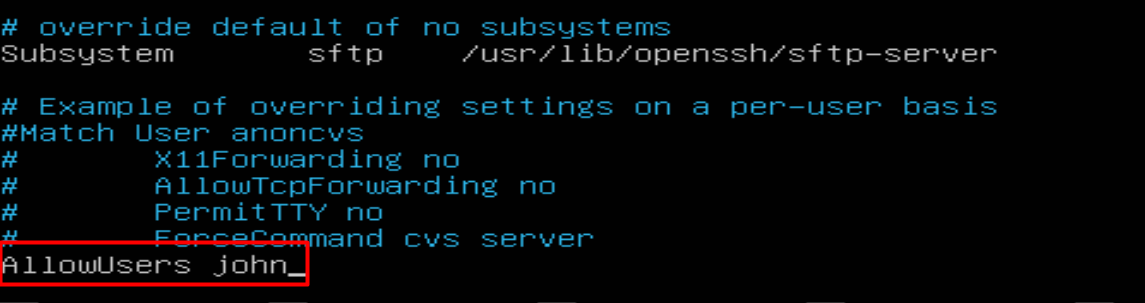 # override default of no subsystems
Subsystem       sftp    /usr/lib/openssh/sftp-server
# Example of overriding settings on a per-user basis
#Match User anoncvs
#       X11Forwarding no
#       AllowTcpForwarding no
#       PermitTTY no
#       ForceCommand cvs server
AllowUsers john_